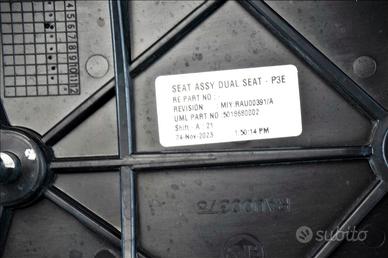 SEAT ASSY DUAL SEAT - P3E
RE PART NO : -
REVISION : MIY RAU00391/A
UML PART NO : 5019680002
Shift - A : 21
24-Nov-2023 1:50:14 PM
subito